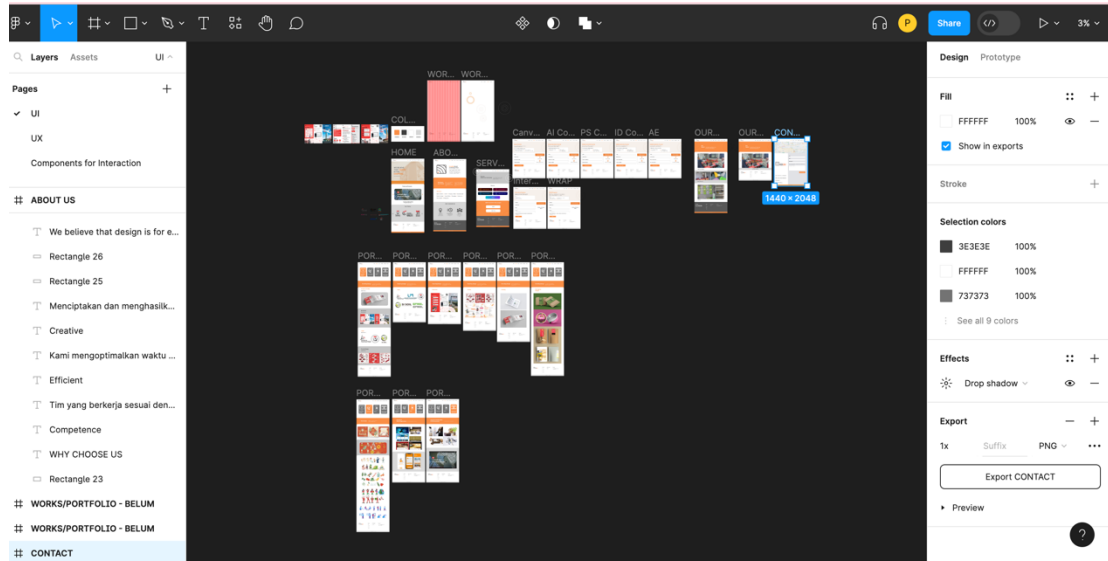 P
Share
3%
Layers
Assets
UI
Design
Prototype
Pages
UI
UX
Components for Interaction
ABOUT US
We believe that design is for e...
Rectangle 26
Rectangle 25
Menciptakan dan menghasilk...
Creative
Kami mengoptimalkan waktu ...
Efficient
Tim yang berkerja sesuai den...
Competence
WHY CHOOSE US
Rectangle 23
WORKS/PORTFOLIO - BELUM
WORKS/PORTFOLIO - BELUM
CONTACT
WOR... WOR...
COL...
Canv... AI Co... PS C... ID Co... AE
OUR... OUR... CON...
HOME ABO... SERV...
Inter... WRAP
1440 × 2048
POR... POR... POR... POR... POR... POR...
POR... POR... POR...
Fill
FFFFFF 100%
Show in exports
Stroke
Selection colors
3E3E3E 100%
FFFFFF 100%
737373 100%
See all 9 colors
Effects
Drop shadow
Export
1x Suffix PNG
Export CONTACT
Preview
?